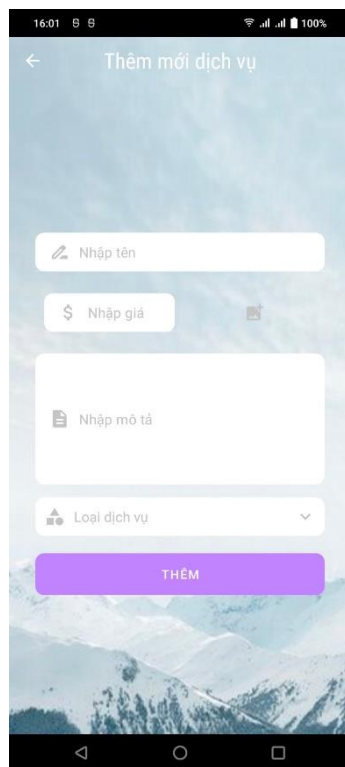 16:01 100%
Thêm mới dịch vụ
Nhập tên
$ Nhập giá
Nhập mô tả
Loại dịch vụ
THÊM